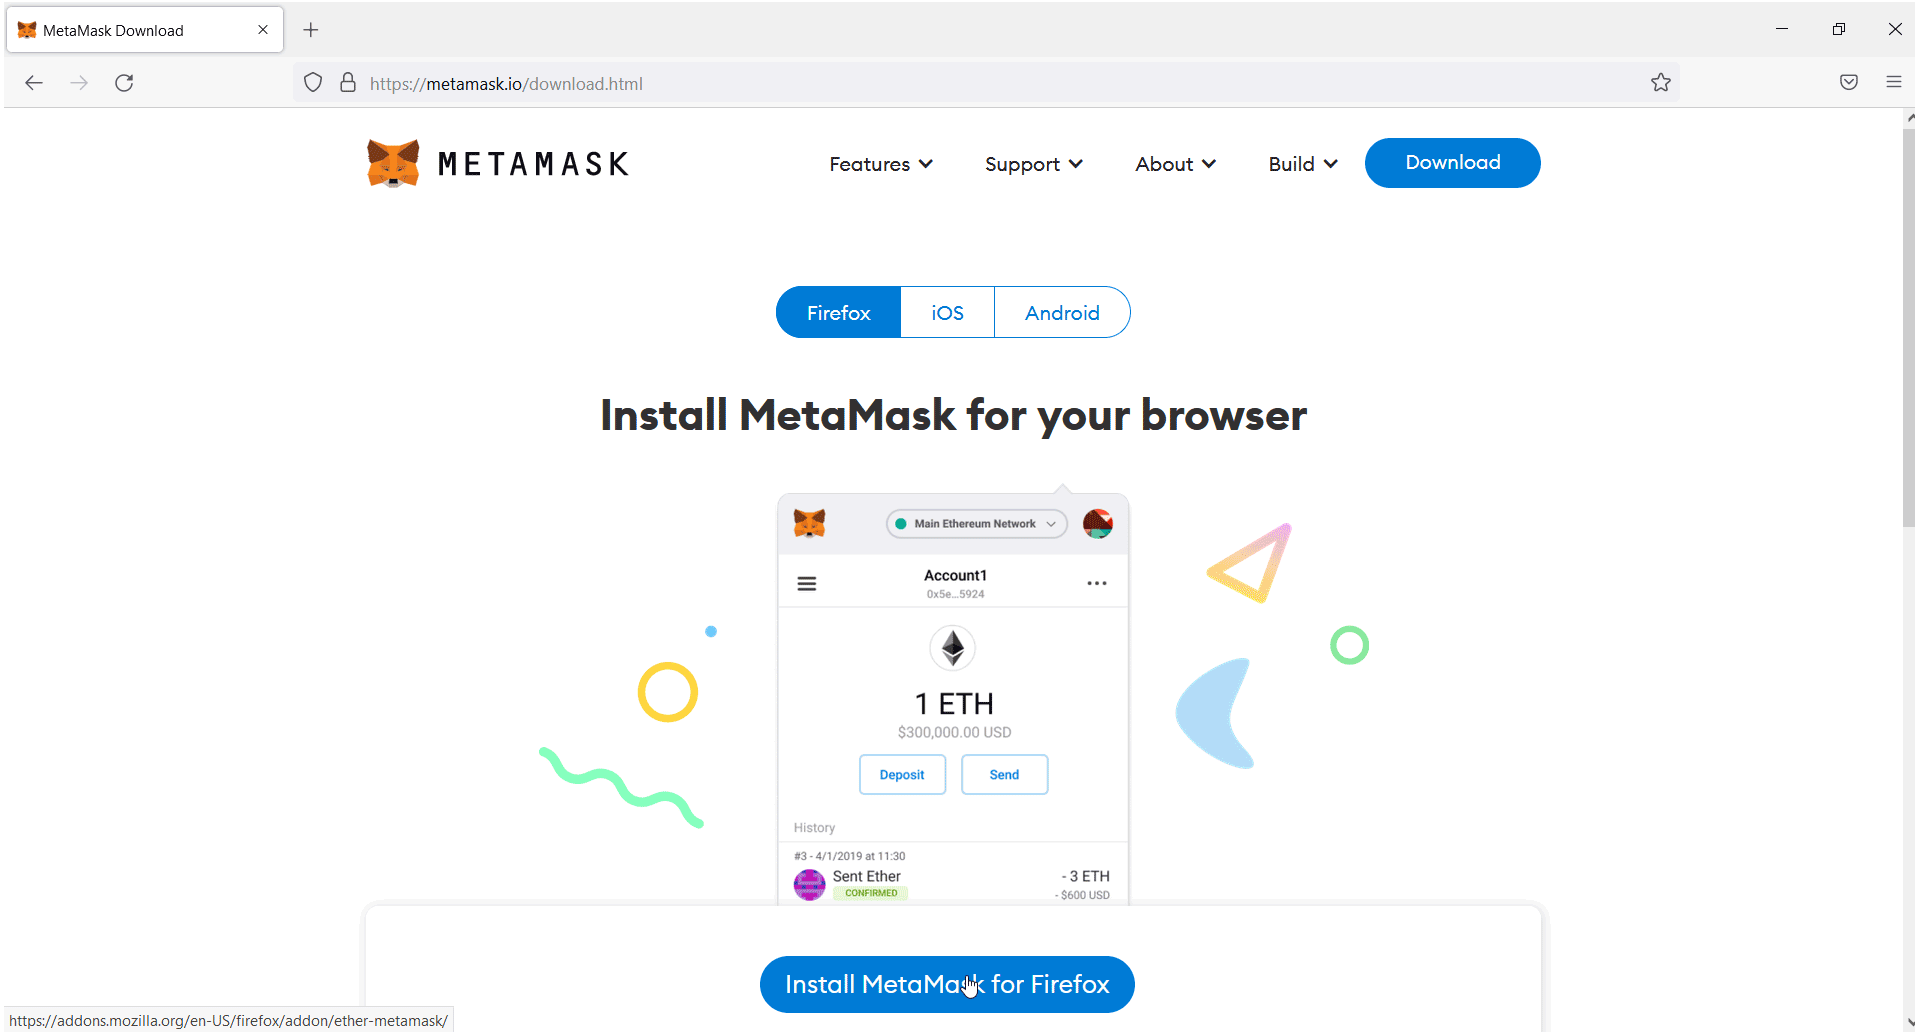 MetaMask Download
https://metamask.io/download.html
METAMASK
Features
Support
About
Build
Download
Firefox
iOS
Android
Install MetaMask for your browser
Main Ethereum Network
Account1
0x5e...5924
1 ETH
$300,000.00 USD
Deposit
Send
History
#3 - 4/1/2019 at 11:30
Sent Ether
- 3 ETH
CONFIRMED
- $600 USD
Install MetaMask for Firefox
https://addons.mozilla.org/en-US/firefox/addon/ether-metamask/